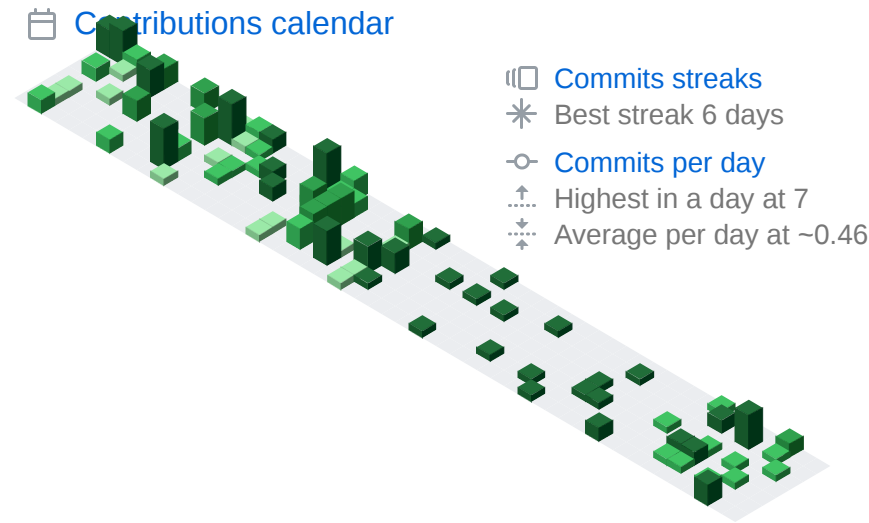 Contributions calendar
Commits streaks
Best streak 6 days
Commits per day
Highest in a day at 7
Average per day at ~0.46